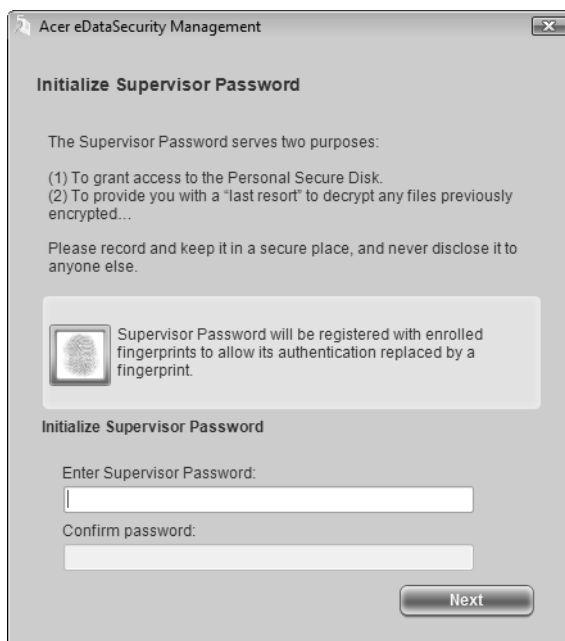 Acer eDataSecurity Management
Initialize Supervisor Password
The Supervisor Password serves two purposes:
(1) To grant access to the Personal Secure Disk.
(2) To provide you with a “last resort” to decrypt any files previously
encrypted...
Please record and keep it in a secure place, and never disclose it to
anyone else.
Supervisor Password will be registered with enrolled
fingerprints to allow its authentication replaced by a
fingerprint.
Initialize Supervisor Password
Enter Supervisor Password:
Confirm password:
Next